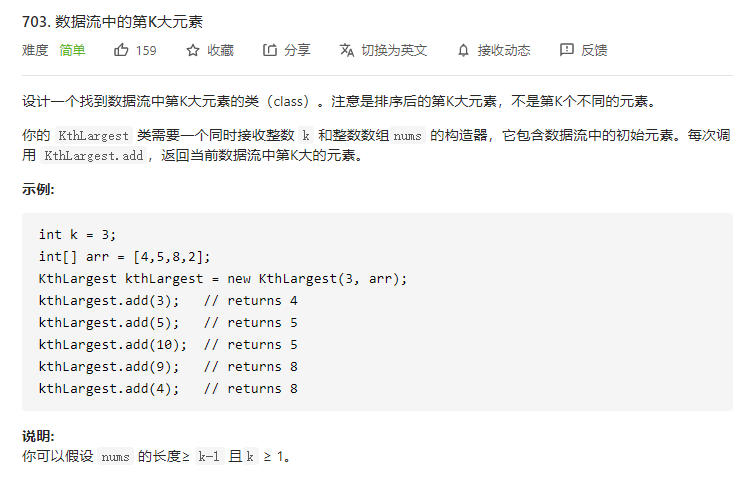 703. 数据流中的第K大元素
难度 简单 159 收藏 分享 切换为英文 接收动态 反馈
设计一个找到数据流中第K大元素的类（class）。注意是排序后的第K大元素，不是第K个不同的元素。
你的 KthLargest 类需要一个同时接收整数 k 和整数数组 nums 的构造器，它包含数据流中的初始元素。每次调
用 KthLargest.add，返回当前数据流中第K大的元素。
示例:
int k = 3;
int[] arr = [4,5,8,2];
KthLargest kthLargest = new KthLargest(3, arr);
kthLargest.add(3);   // returns 4
kthLargest.add(5);   // returns 5
kthLargest.add(10);  // returns 5
kthLargest.add(9);   // returns 8
kthLargest.add(4);   // returns 8
说明:
你可以假设 nums 的长度≥ k-1 且k ≥ 1。